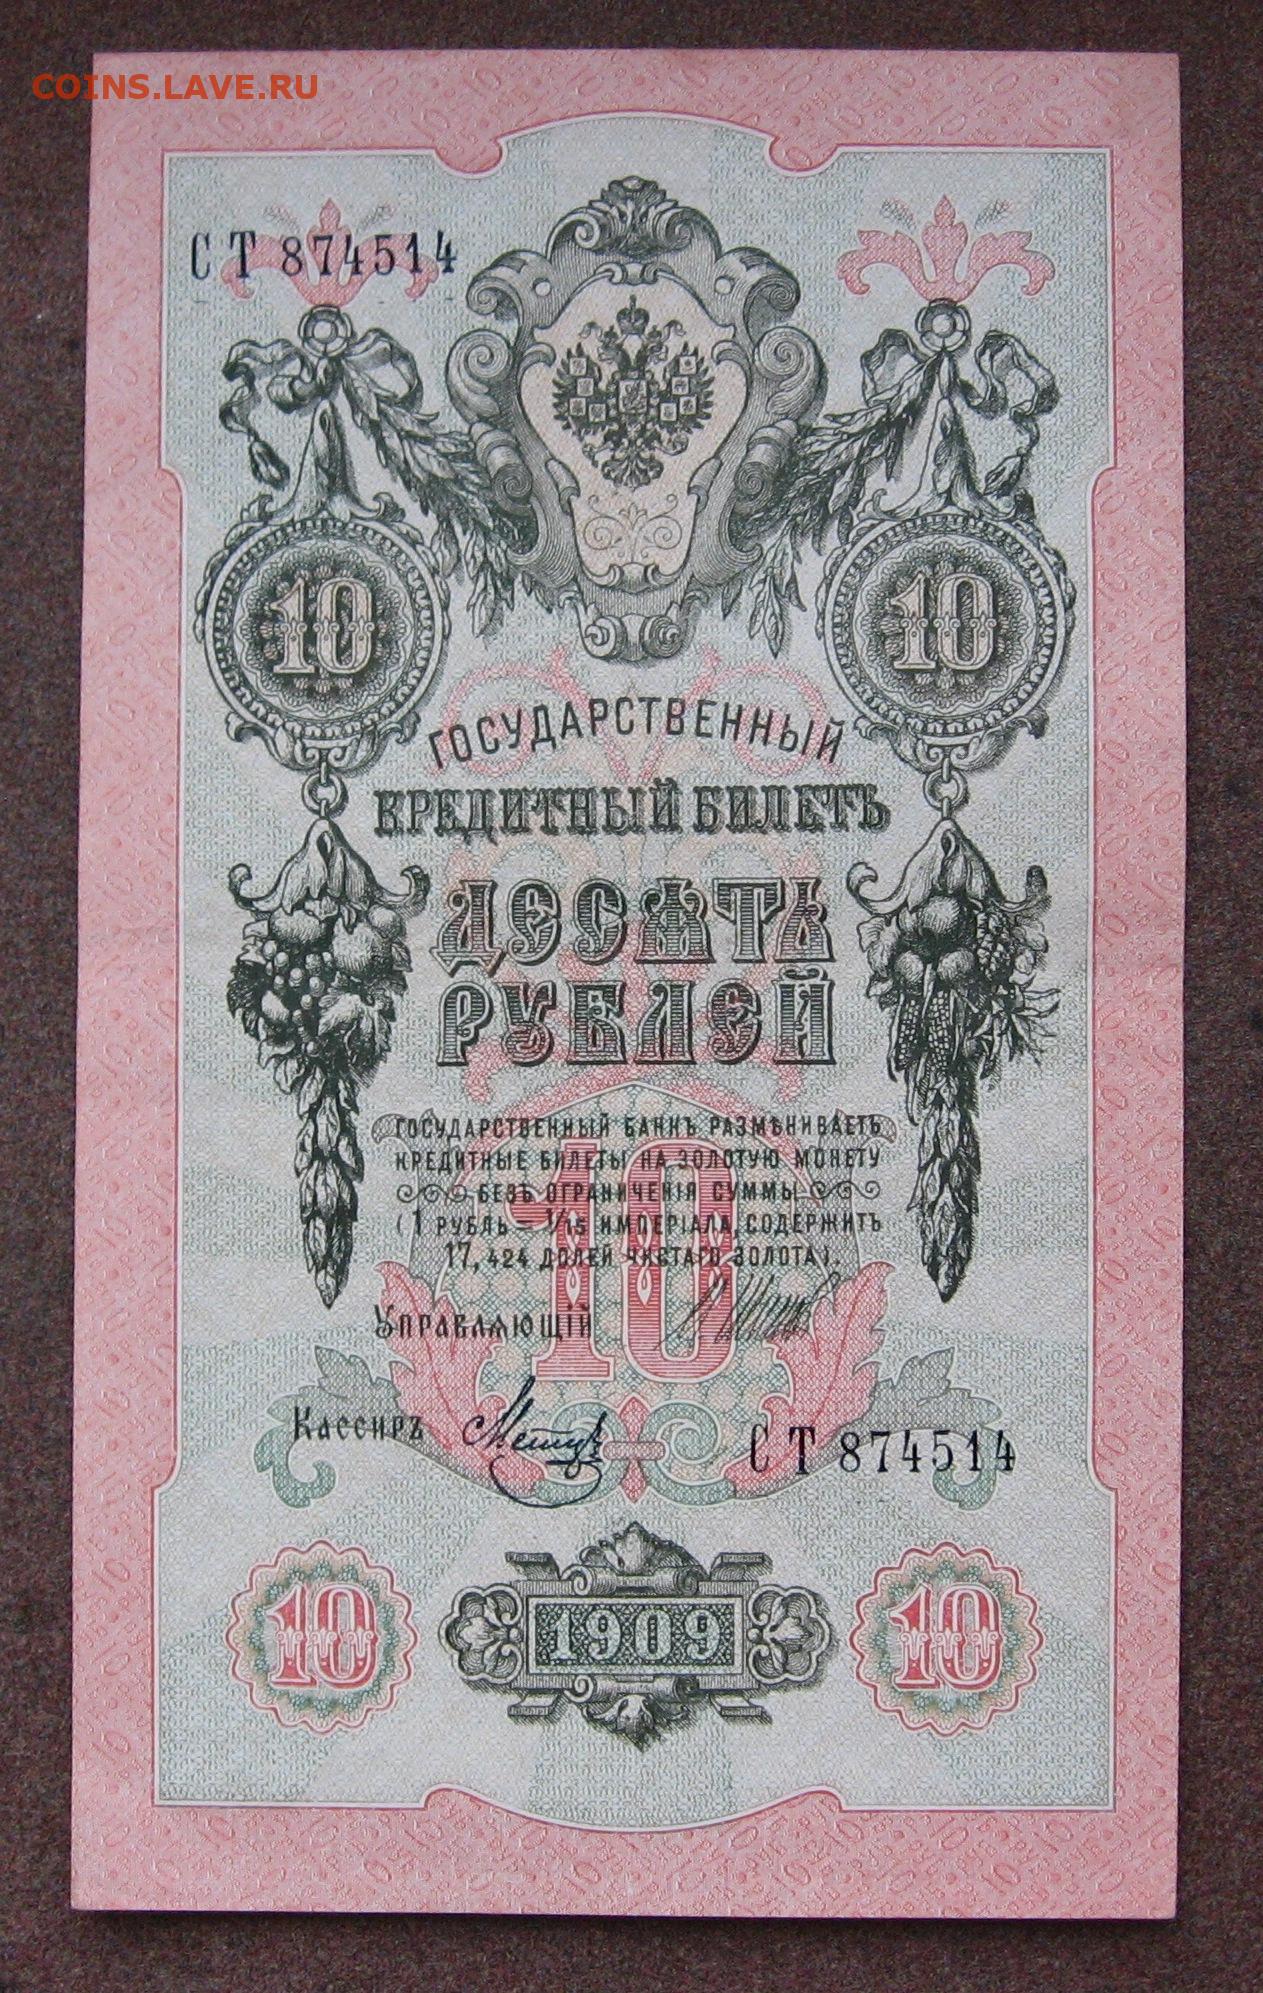 COINS.LAVE.RU
СТ 874514
10 10
ГОСУДАРСТВЕННЫЙ
КРЕДИТНЫЙ БИЛЕТЪ
ДЕСЯТЬ
РУБЛЕЙ
ГОСУДАРСТВЕННЫЙ БАНКЪ РАЗМѢНИВАЕТЪ
КРЕДИТНЫЕ БИЛЕТЫ НА ЗОЛОТУЮ МОНЕТУ
БЕЗЪ ОГРАНИЧЕНІЯ СУММЫ
(1 РУБЛЬ = 1/15 ИМПЕРІАЛА, СОДЕРЖИТЪ
17,424 ДОЛЕЙ ЧИСТАГО ЗОЛОТА).
10
УПРАВЛЯЮЩІЙ
КАССИРЪ
СТ 874514
10 1909 10